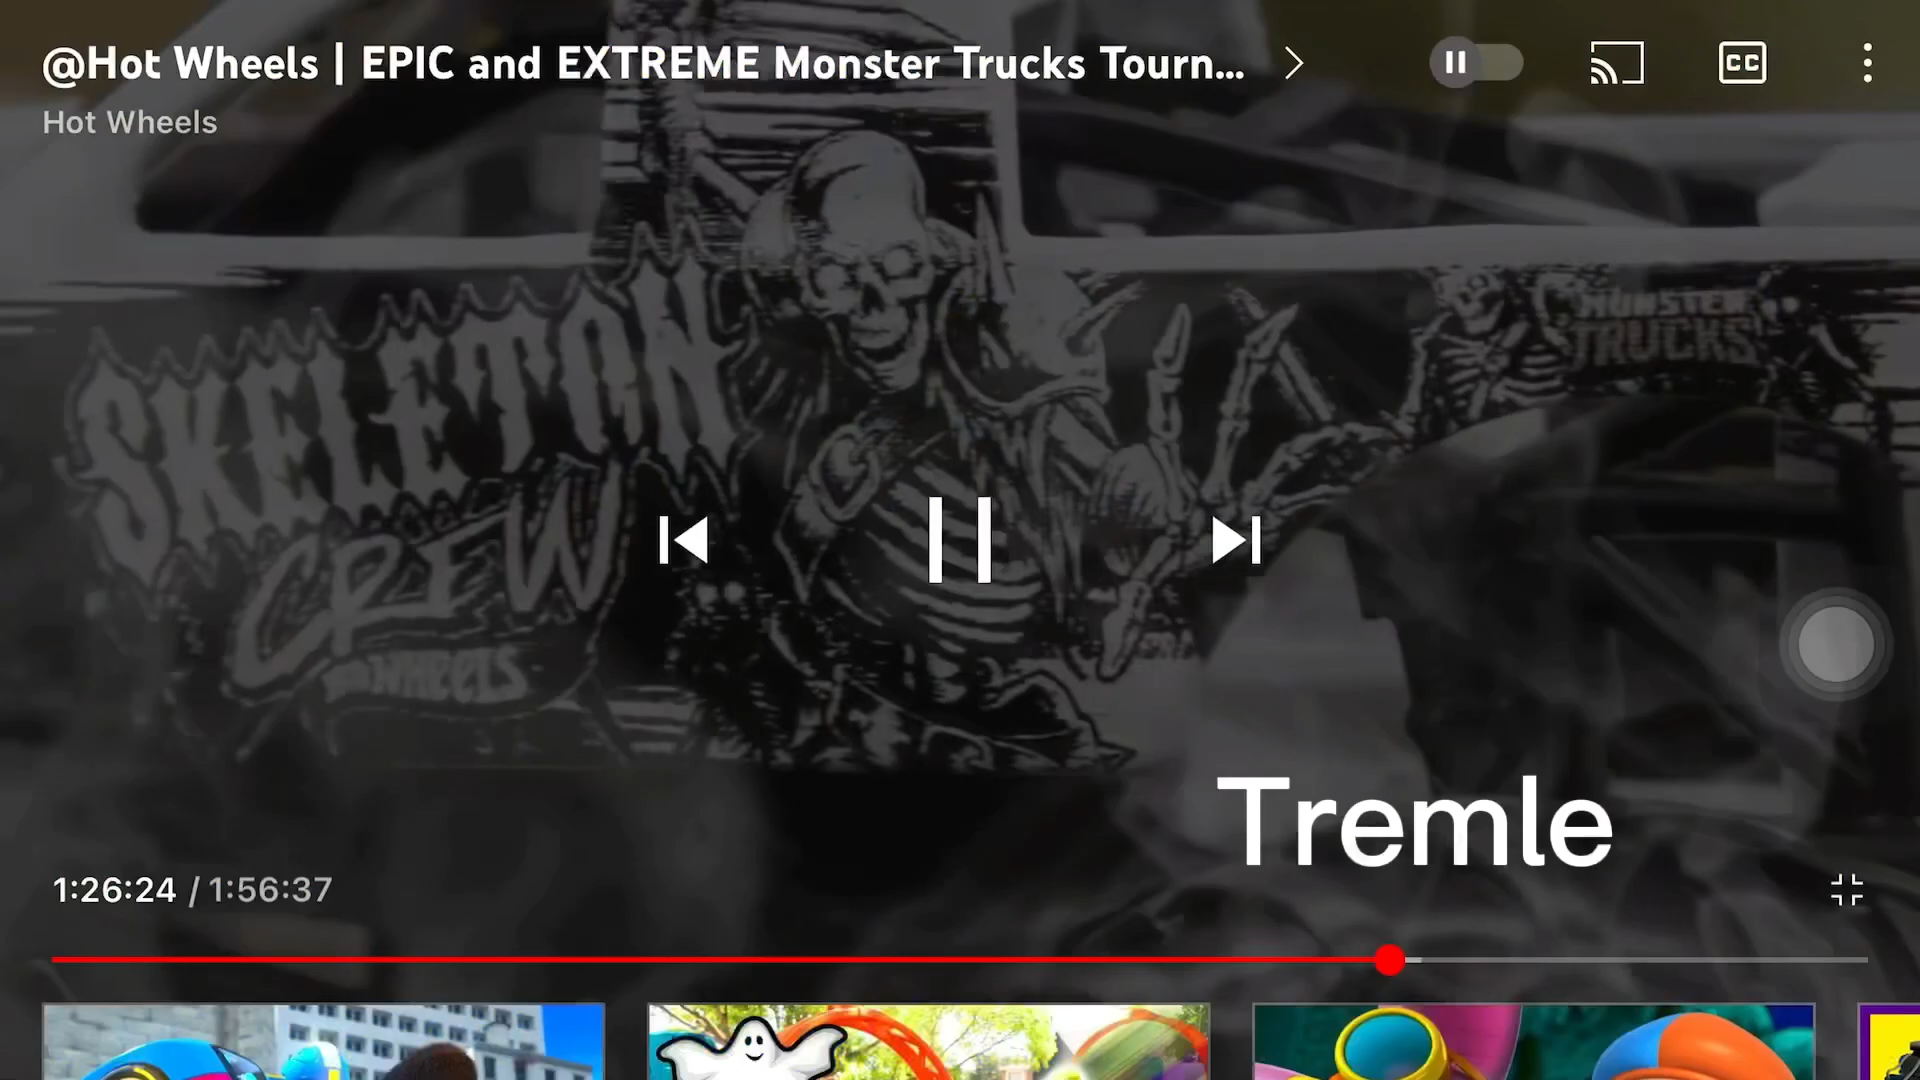 @Hot Wheels | EPIC and EXTREME Monster Trucks Tourn...
Hot Wheels
CC
MONSTER
TRUCKS
SKELETON
CREW
WHEELS
Tremle
1:26:24 / 1:56:37